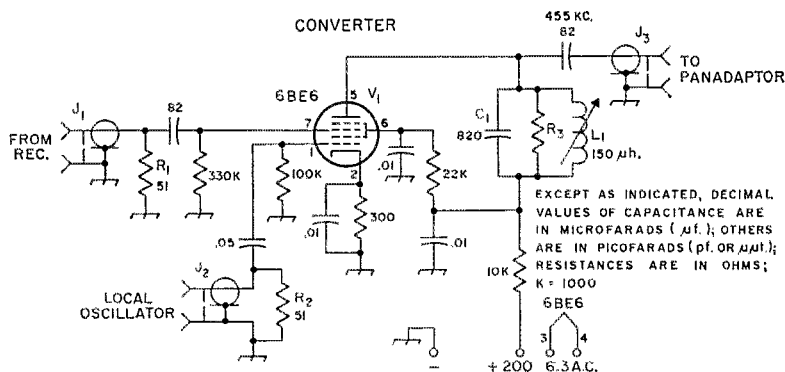 CONVERTER
455 KC.
82
J3
TO
PANADAPTOR
6BE6
V1
5
7
6
1
2
J1
82
FROM
REC.
R1
51
330K
100K
.01
.01
300
22K
.01
C1
820
R3
L1
150 µh.
.05
J2
LOCAL
OSCILLATOR
R2
51
10K
EXCEPT AS INDICATED, DECIMAL
VALUES OF CAPACITANCE ARE
IN MICROFARADS ( µf. ); OTHERS
ARE IN PICOFARADS ( pf. OR µµf.);
RESISTANCES ARE IN OHMS;
K = 1000
6BE6
3
4
-
+200
6.3 A.C.